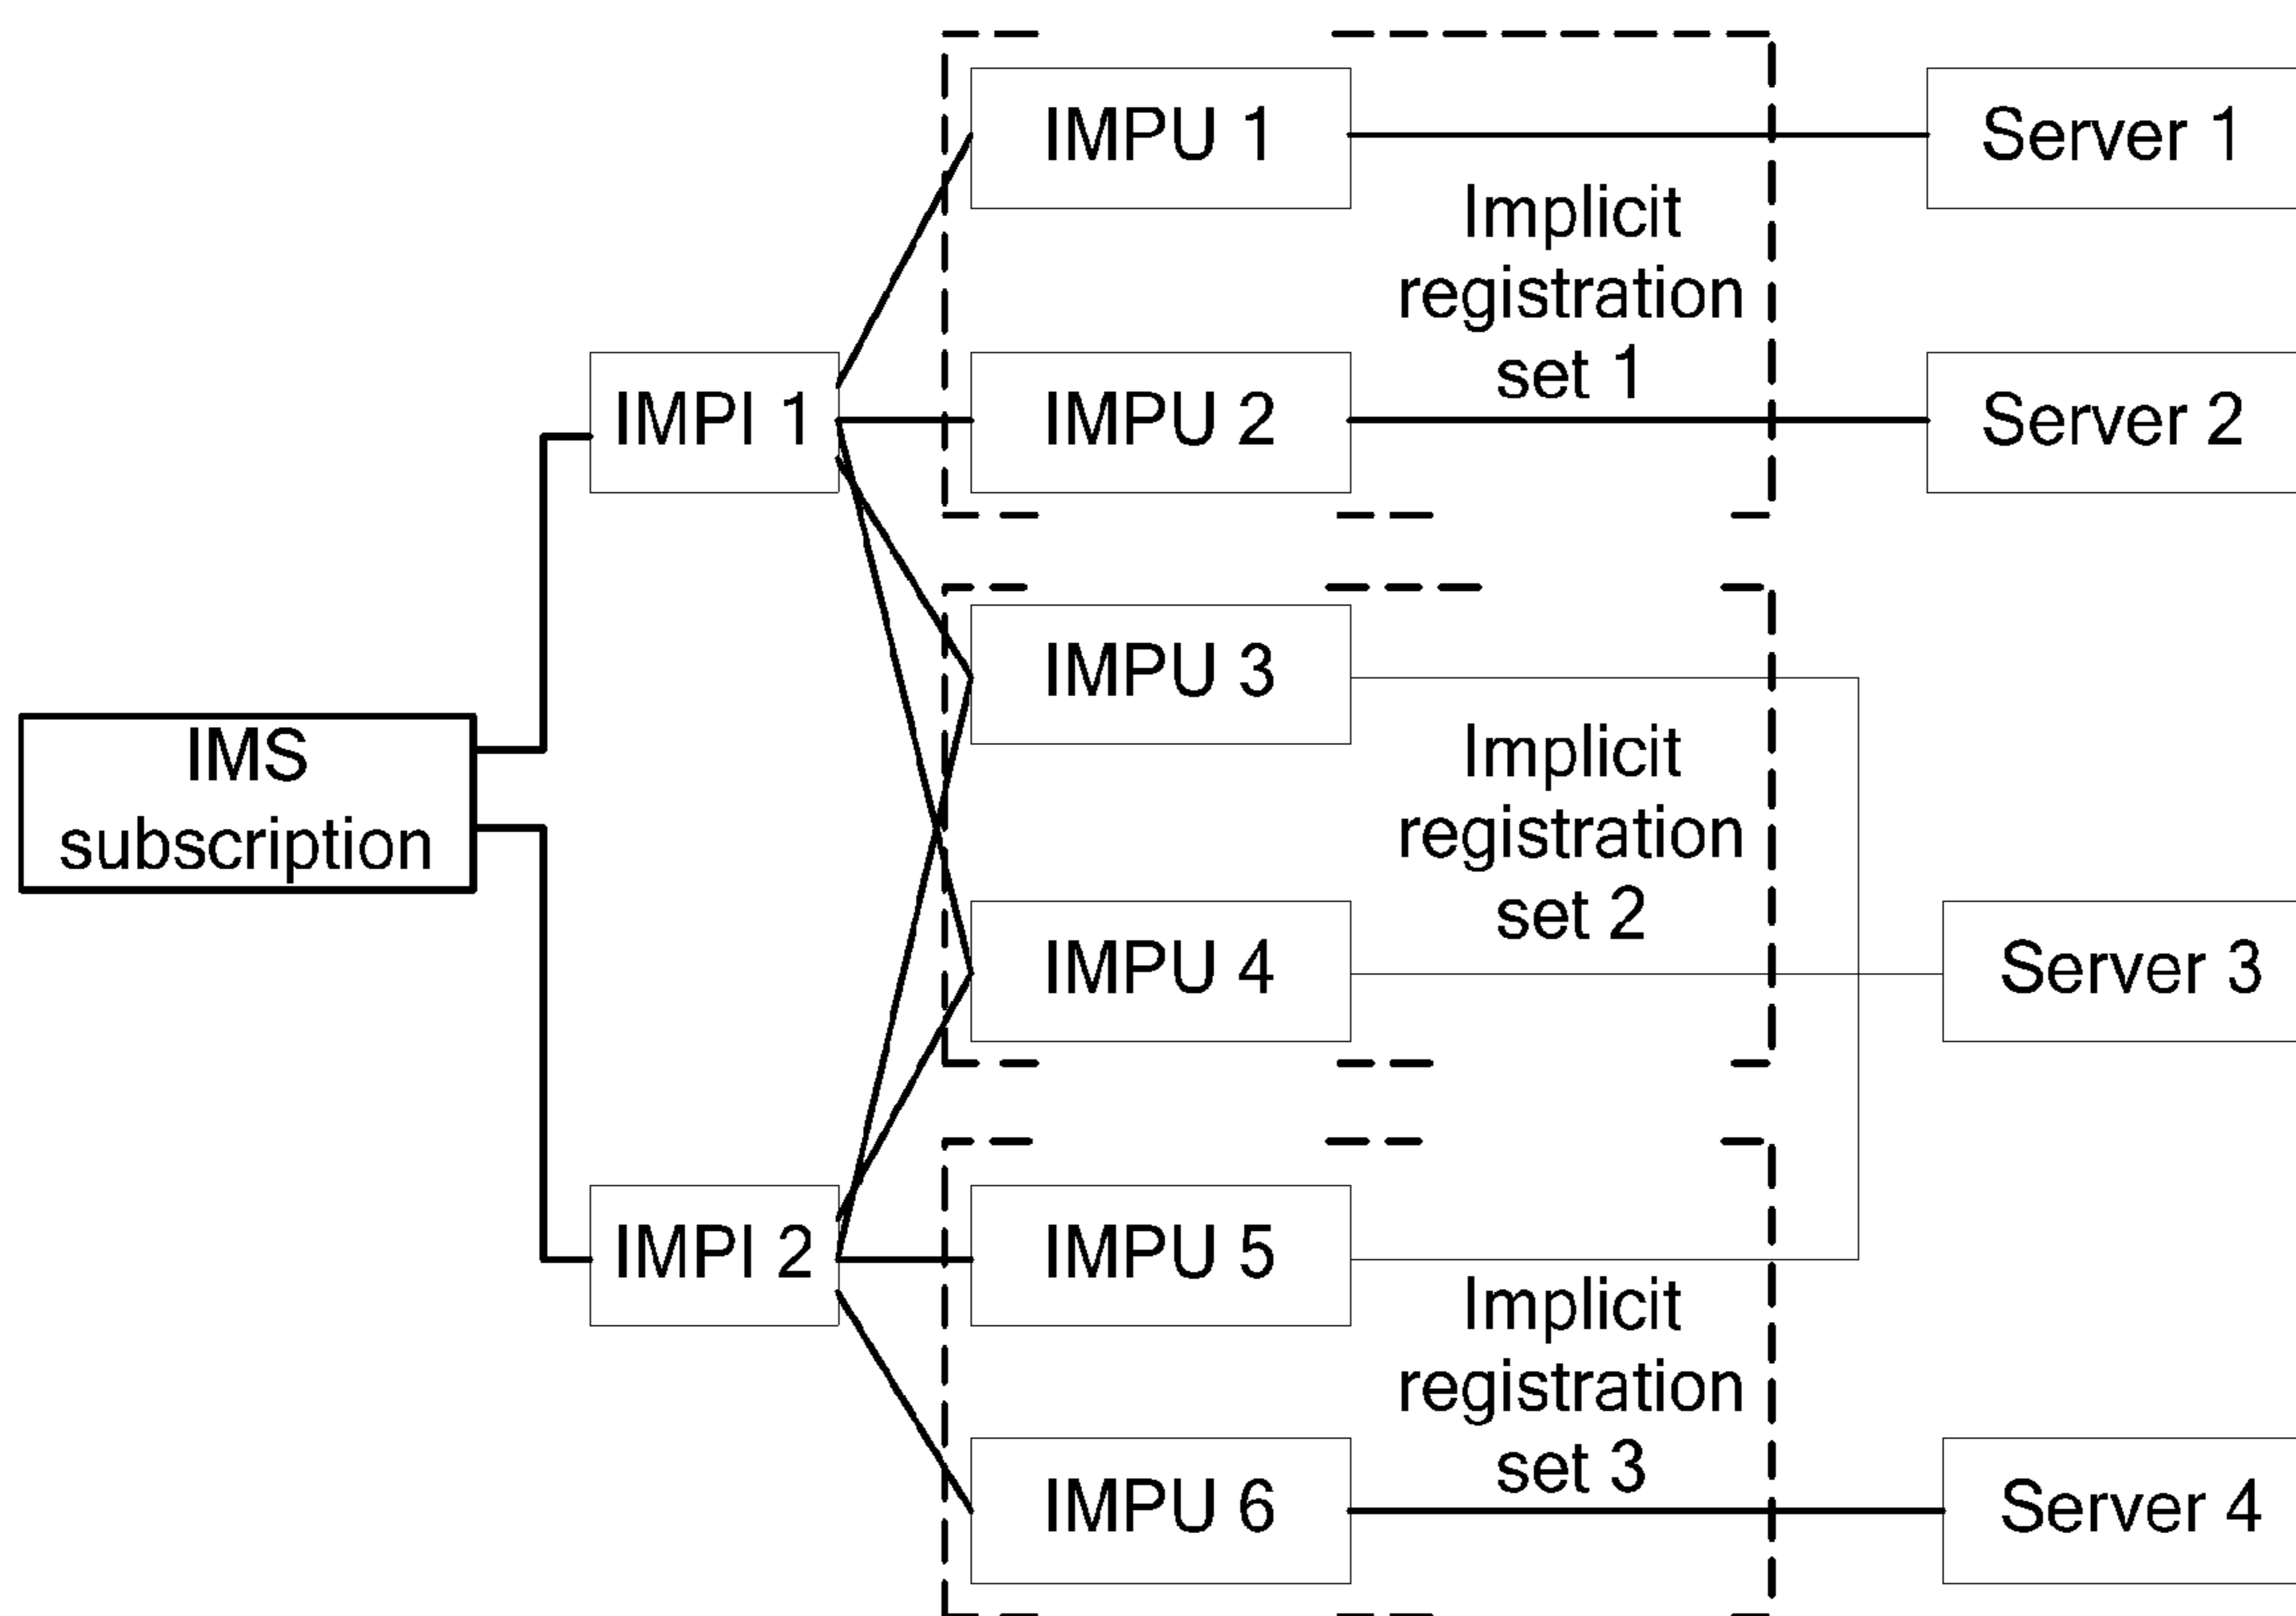 IMPU 1
Server 1
Implicit
registration
set 1
IMPI 1
IMPU 2
Server 2
IMPU 3
IMS
subscription
Implicit
registration
set 2
IMPU 4
Server 3
IMPI 2
IMPU 5
Implicit
registration
set 3
IMPU 6
Server 4